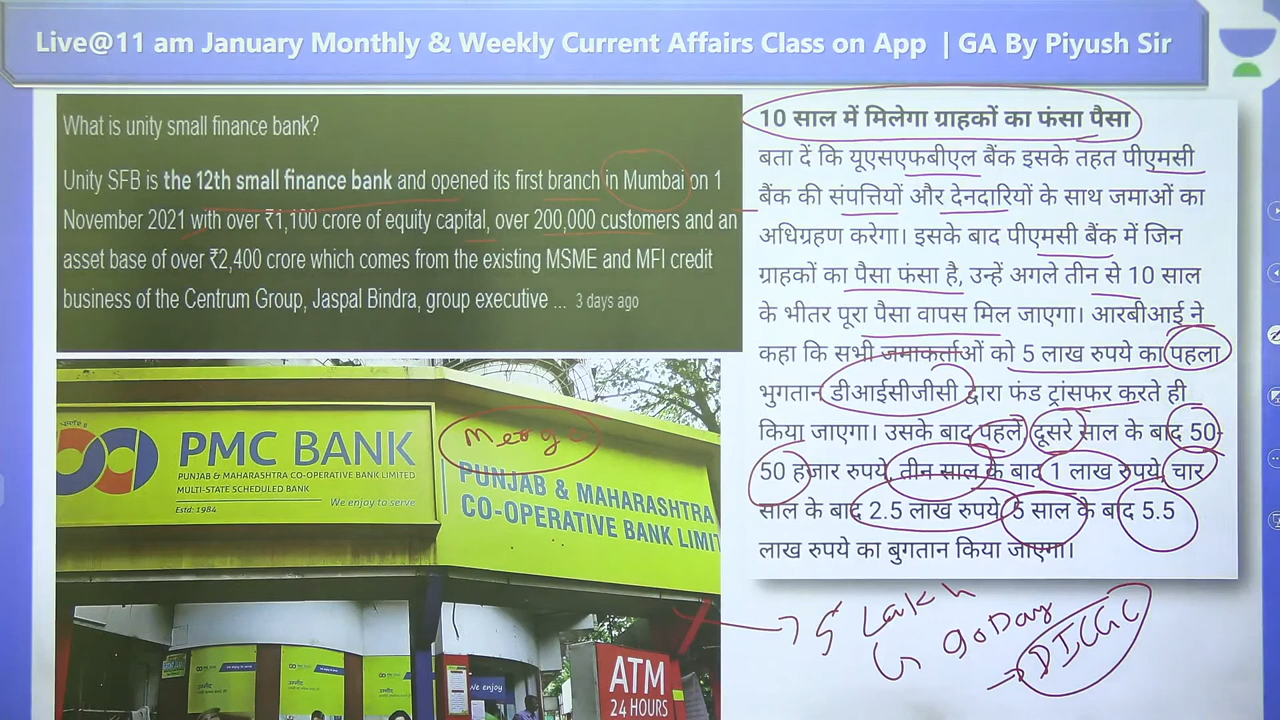 Live@11 am January Monthly & Weekly Current Affairs Class on App | GA By Piyush Sir
What is unity small finance bank?
Unity SFB is the 12th small finance bank and opened its first branch in Mumbai on 1
November 2021 with over ₹1,100 crore of equity capital, over 200,000 customers and an
asset base of over ₹2,400 crore which comes from the existing MSME and MFI credit
business of the Centrum Group, Jaspal Bindra, group executive ... 3 days ago
10 साल में मिलेगा ग्राहकों का फंसा पैसा
बता दें कि यूएसएफबीएल बैंक इसके तहत पीएमसी
बैंक की संपत्तियों और देनदारियों के साथ जमाओं का
अधिग्रहण करेगा। इसके बाद पीएमसी बैंक में जिन
ग्राहकों का पैसा फंसा है, उन्हें अगले तीन से 10 साल
के भीतर पूरा पैसा वापस मिल जाएगा। आरबीआई ने
कहा कि सभी जमाकर्ताओं को 5 लाख रुपये का पहला
भुगतान डीआईसीजीसी द्वारा फंड ट्रांसफर करते ही
किया जाएगा। उसके बाद पहले दूसरे साल के बाद 50-
50 हजार रुपये, तीन साल के बाद 1 लाख रुपये, चार
साल के बाद 2.5 लाख रुपये 5 साल के बाद 5.5
लाख रुपये का बुगतान किया जाएगा।
Merge
PMC BANK
PUNJAB & MAHARASHTRA CO-OPERATIVE BANK LIMITED
MULTI-STATE SCHEDULED BANK
We enjoy to serve
Estd: 1984
PUNJAB & MAHARASHTRA
CO-OPERATIVE BANK LIMIT
5 Lakh
90 Day
DICGC
PMC BANK
PMC BANK
we enjoy
ATM
24 HOURS